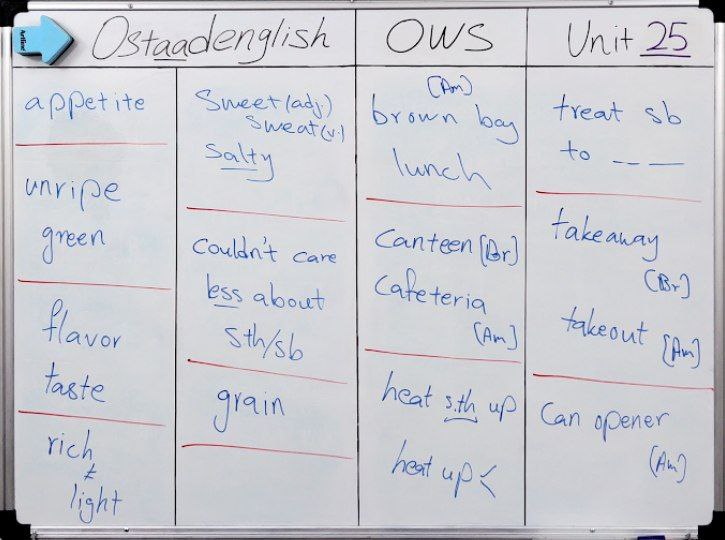 Ostaadenglish
OWS
Unit 25
appetite
unripe
green
flavor
taste
rich
≠
light
Sweet (adj.)
sweat (v.)
salty
couldn't care
less about
sth/sb
grain
(Am)
brown bag
lunch
Canteen [Br]
Cafeteria
[Am]
heat s.th up
heat up <
treat sb
to _ _ _
takeaway
[Br]
takeout [Am]
Can opener
(Am)